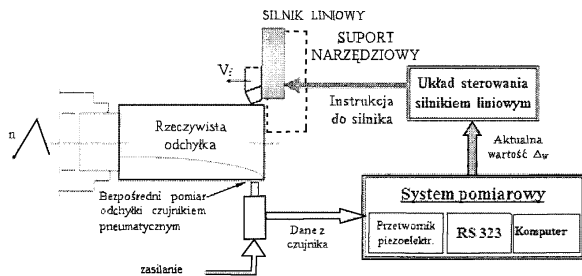 SILNIK LINIOWY
SUPORT
NARZĘDZIOWY
Układ sterowania
silnikiem liniowym
Instrukcja
do silnika
n
Rzeczywista
odchyłka
Aktualna
wartość Δw
Bezpośredni pomiar
odchyłki czujnikiem
pneumatycznym
System pomiarowy
Przetwornik
piezoelektr.
RS 323
Komputer
Dane z
czujnika
zasilanie